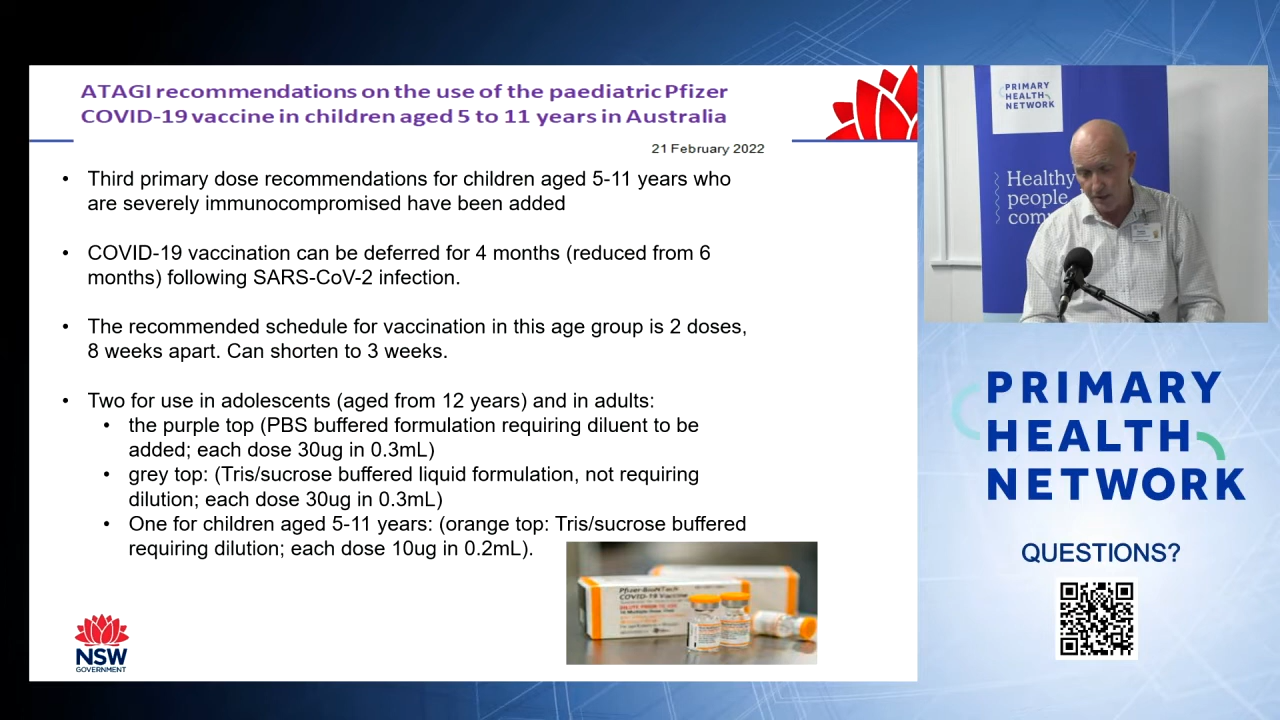 ATAGI recommendations on the use of the paediatric Pfizer
COVID-19 vaccine in children aged 5 to 11 years in Australia
21 February 2022
• Third primary dose recommendations for children aged 5-11 years who
are severely immunocompromised have been added
• COVID-19 vaccination can be deferred for 4 months (reduced from 6
months) following SARS-CoV-2 infection.
• The recommended schedule for vaccination in this age group is 2 doses,
8 weeks apart. Can shorten to 3 weeks.
• Two for use in adolescents (aged from 12 years) and in adults:
• the purple top (PBS buffered formulation requiring diluent to be
added; each dose 30ug in 0.3mL)
• grey top: (Tris/sucrose buffered liquid formulation, not requiring
dilution; each dose 30ug in 0.3mL)
• One for children aged 5-11 years: (orange top: Tris/sucrose buffered
requiring dilution; each dose 10ug in 0.2mL).
Pfizer-BioNTech
COVID-19 Vaccine
NSW
GOVERNMENT
PRIMARY
HEALTH
NETWORK
Healthy
people
PRIMARY
HEALTH
NETWORK
QUESTIONS?